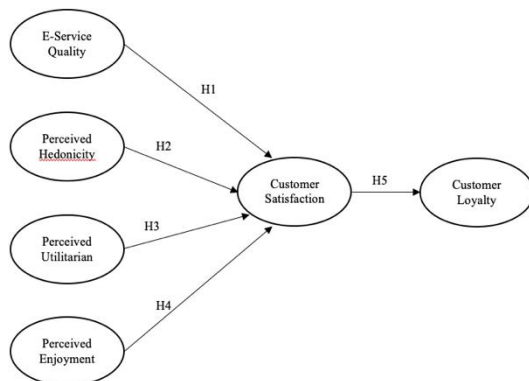 E-Service
Quality
H1
Perceived
Hedonicity
H2
Customer
Satisfaction
H5
Customer
Loyalty
Perceived
Utilitarian
H3
H4
Perceived
Enjoyment